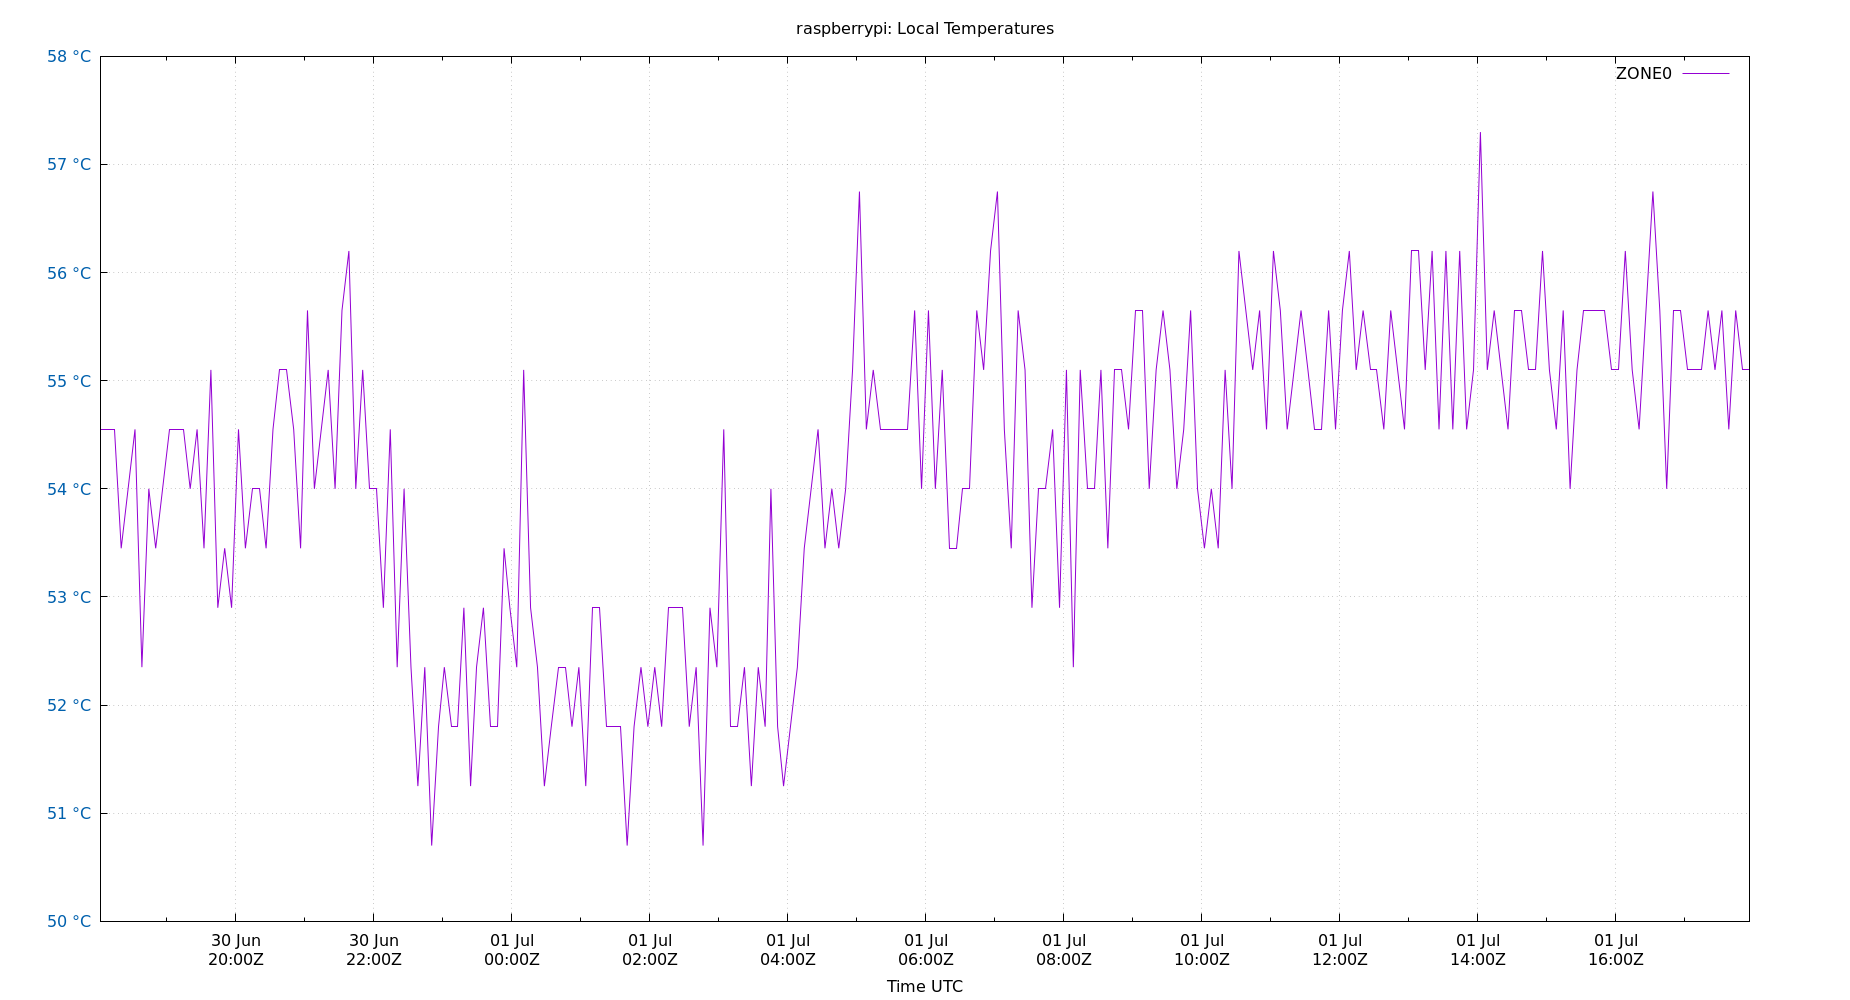 raspberrypi: Local Temperatures
58 °C
57 °C
56 °C
55 °C
54 °C
53 °C
52 °C
51 °C
50 °C
ZONE0
30 Jun 20:00Z
30 Jun 22:00Z
01 Jul 00:00Z
01 Jul 02:00Z
01 Jul 04:00Z
01 Jul 06:00Z
01 Jul 08:00Z
01 Jul 10:00Z
01 Jul 12:00Z
01 Jul 14:00Z
01 Jul 16:00Z
Time UTC